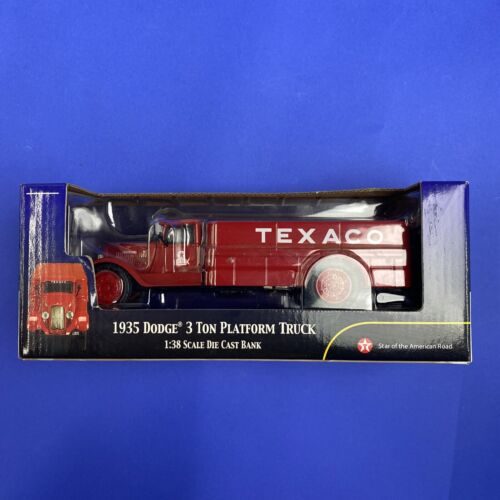 TEXACO
1935 DODGE® 3 TON PLATFORM TRUCK
1:38 SCALE DIE CAST BANK
Star of the American Road